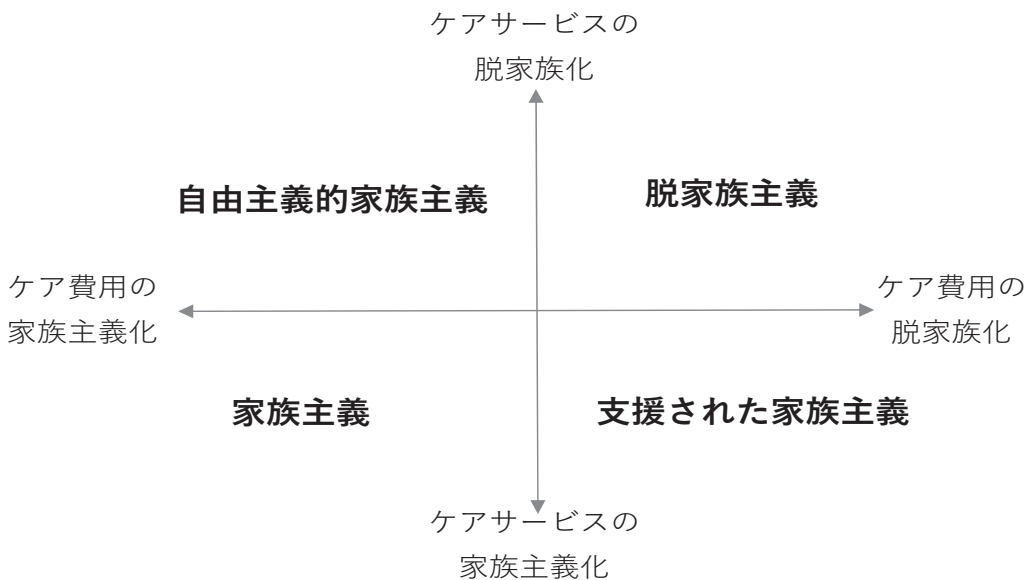 ケアサービスの
脱家族化
自由主義的家族主義
脱家族主義
ケア費用の
家族主義化
ケア費用の
脱家族化
家族主義
支援された家族主義
ケアサービスの
家族主義化